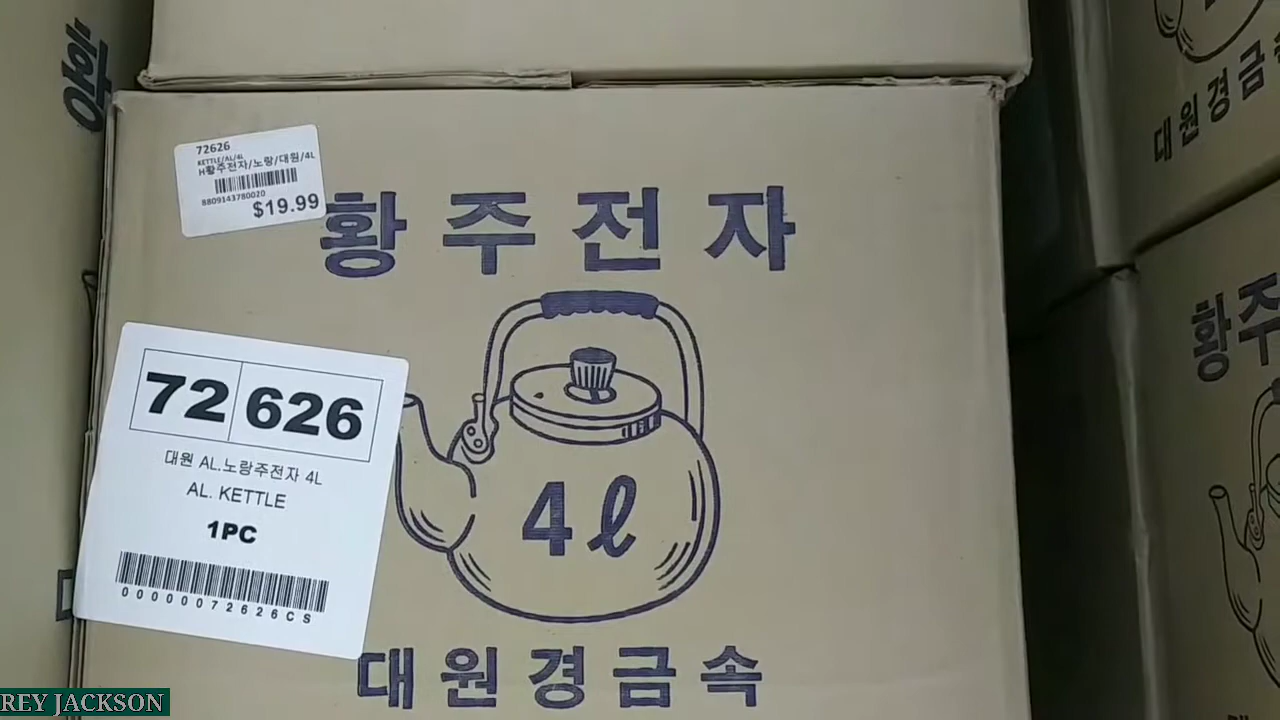 72626
KETTLE/AL/4L
H황주전자/노랑/대원/4L
8809143780020
$19.99
황주전자
4ℓ
대원경금속
72 626
대원 AL.노랑주전자 4L
AL. KETTLE
1PC
00000072626CS
대원경금
황주
REY JACKSON